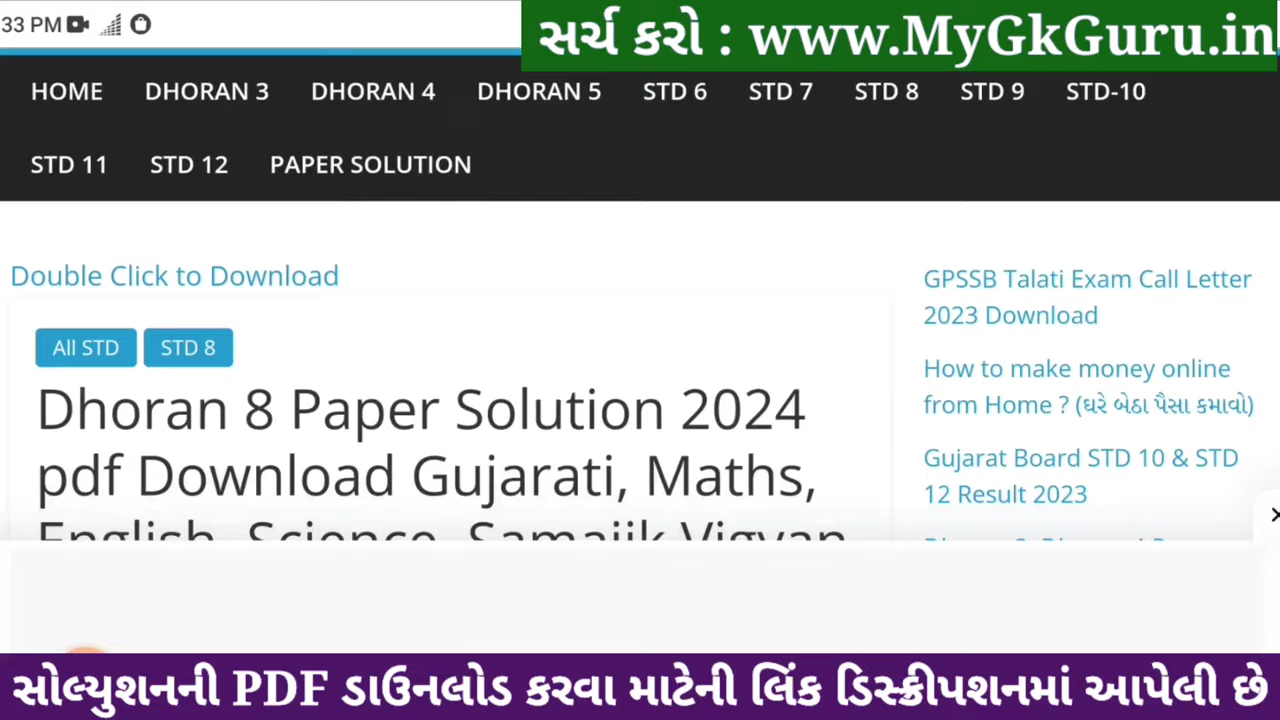 33 PM
સર્ચ કરો : www.MyGkGuru.in
HOME DHORAN 3 DHORAN 4 DHORAN 5 STD 6 STD 7 STD 8 STD 9 STD-10
STD 11 STD 12 PAPER SOLUTION
Double Click to Download
All STD STD 8
Dhoran 8 Paper Solution 2024
pdf Download Gujarati, Maths,
English, Science, Samajik Vigyan
GPSSB Talati Exam Call Letter
2023 Download
How to make money online
from Home ? (ઘરે બેઠા પૈસા કમાવો)
Gujarat Board STD 10 & STD
12 Result 2023
સોલ્યુશનની PDF ડાઉનલોડ કરવા માટેની લિંક ડિસ્ક્રીપશનમાં આપેલી છે